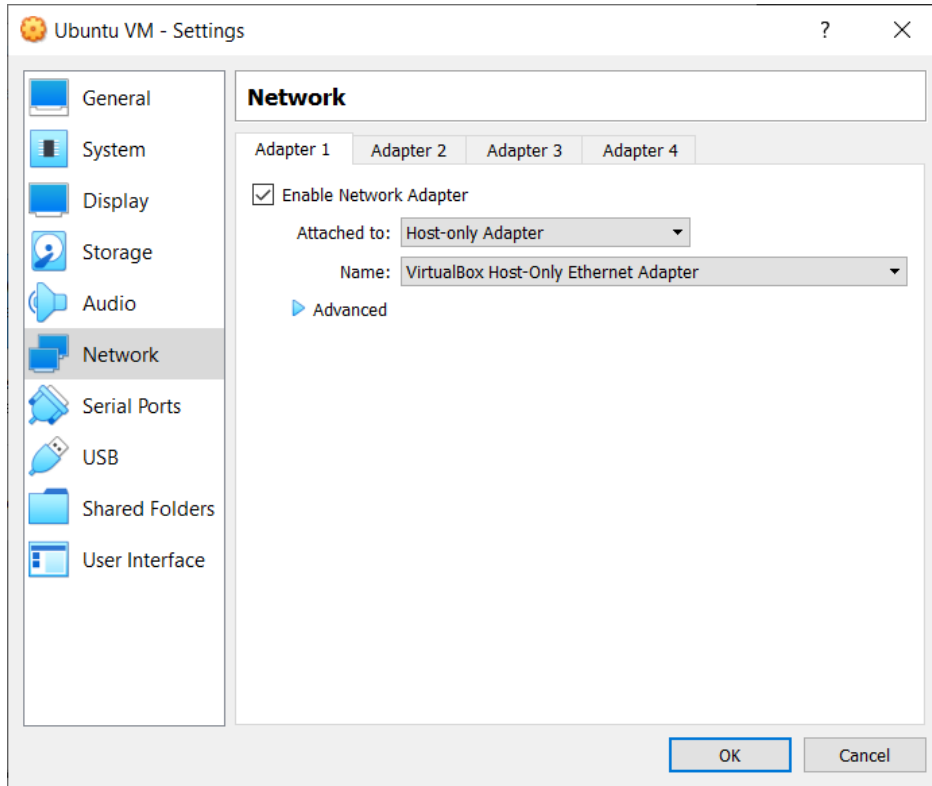 Ubuntu VM - Settings
?
General
System
Display
Storage
Audio
Network
Serial Ports
USB
Shared Folders
User Interface
Network
Adapter 1 Adapter 2 Adapter 3 Adapter 4
Enable Network Adapter
Attached to: Host-only Adapter
Name: VirtualBox Host-Only Ethernet Adapter
Advanced
OK Cancel